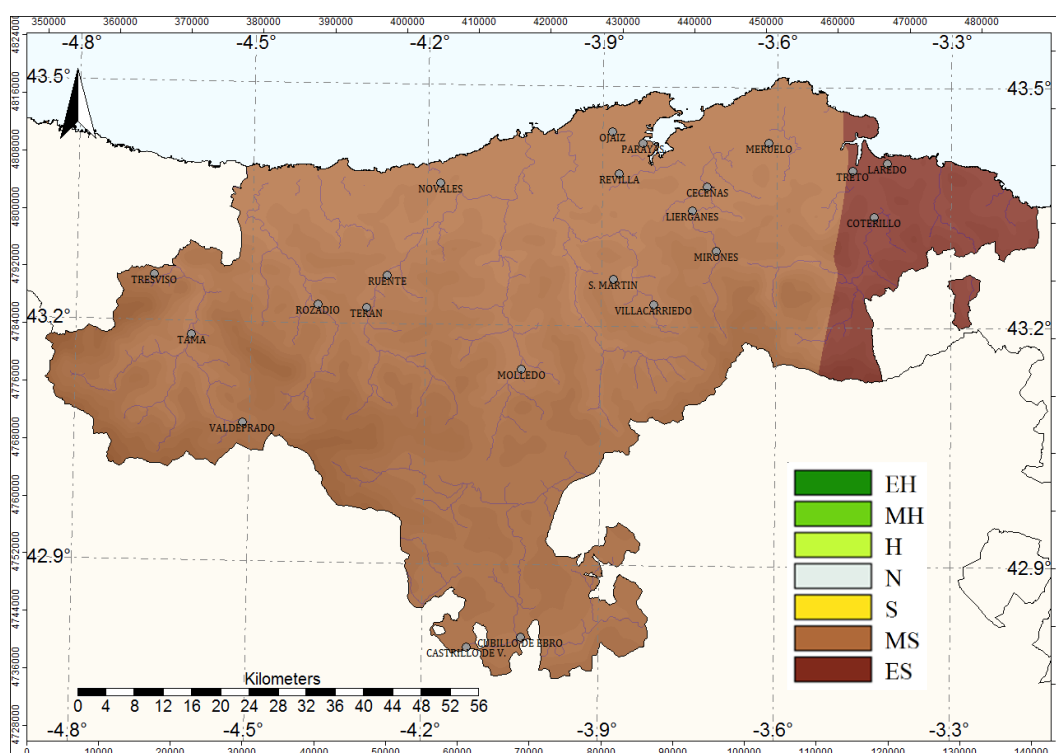 350000 360000 370000 380000 390000 400000 410000 420000 430000 440000 450000 460000 470000 480000
-4.8° -4.5° -4.2° -3.9° -3.6° -3.3°
4824000
43.5° 43.5°
4816000
OJAIZ
4808000
PARAYAS MERUELO
LAREDO
TRETO
REVILLA
NOVALES
CECEÑAS
4800000
LIERGANES
COTERILLO
MIRONES
4792000
TRESVISO
RUENTE
S. MARTIN
ROZADIO
TERAN
VILLACARRIEDO
4784000
43.2° 43.2°
TAMA
MOLLEDO
4776000
VALDEPRADO
4768000
4760000
EH
MH
4752000
H
42.9° 42.9°
N
4744000
S
CUBILLO DE EBRO
MS
CASTRILLO DE V.
4736000
ES
Kilometers
0 4 8 12 16 20 24 28 32 36 40 44 48 52 56
4728000
-4.8° -4.2° -3.9° -3.6° -3.3°
0 10000 20000 30000 40000 50000 60000 70000 80000 90000 100000 110000 120000 130000 140000